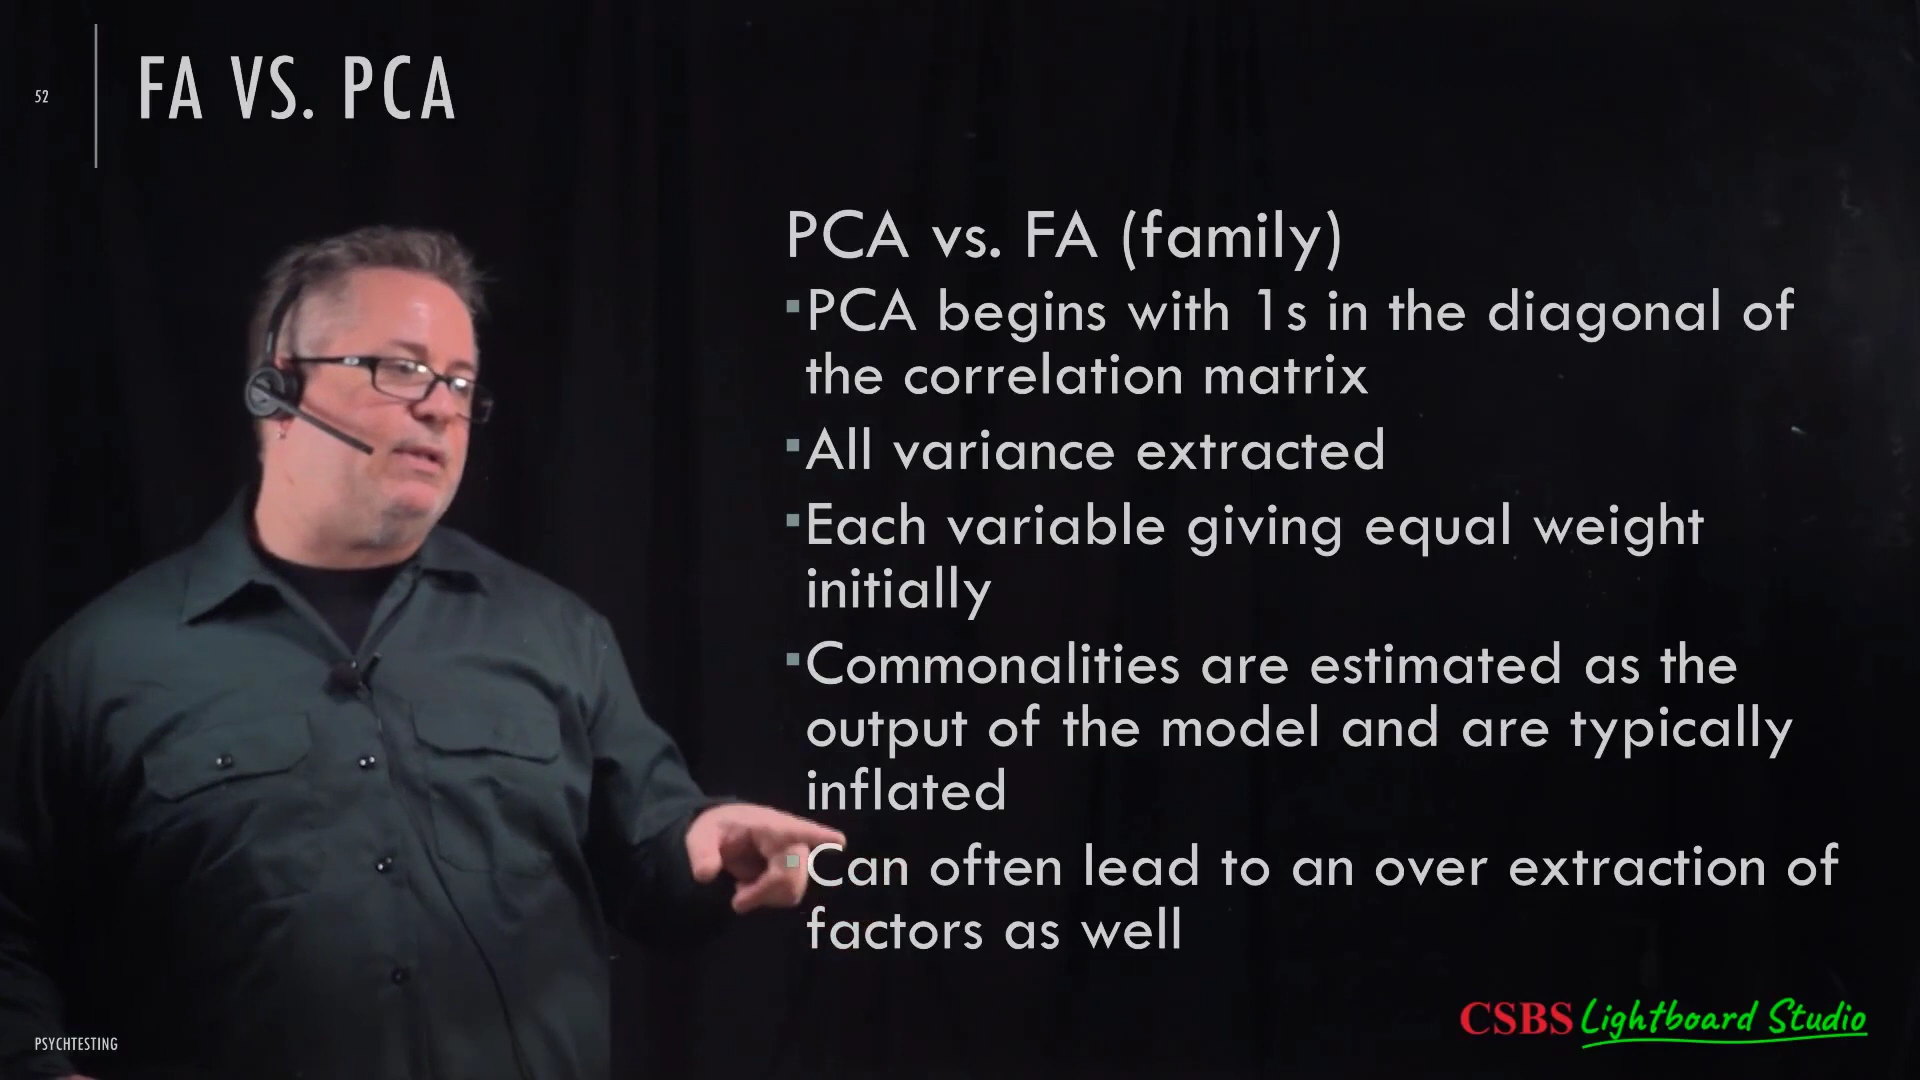 52
FA VS. PCA
PCA vs. FA (family)
▪PCA begins with 1s in the diagonal of
the correlation matrix
▪All variance extracted
▪Each variable giving equal weight
initially
▪Commonalities are estimated as the
output of the model and are typically
inflated
▪Can often lead to an over extraction of
factors as well
CSBS Lightboard Studio
PSYCHTESTING